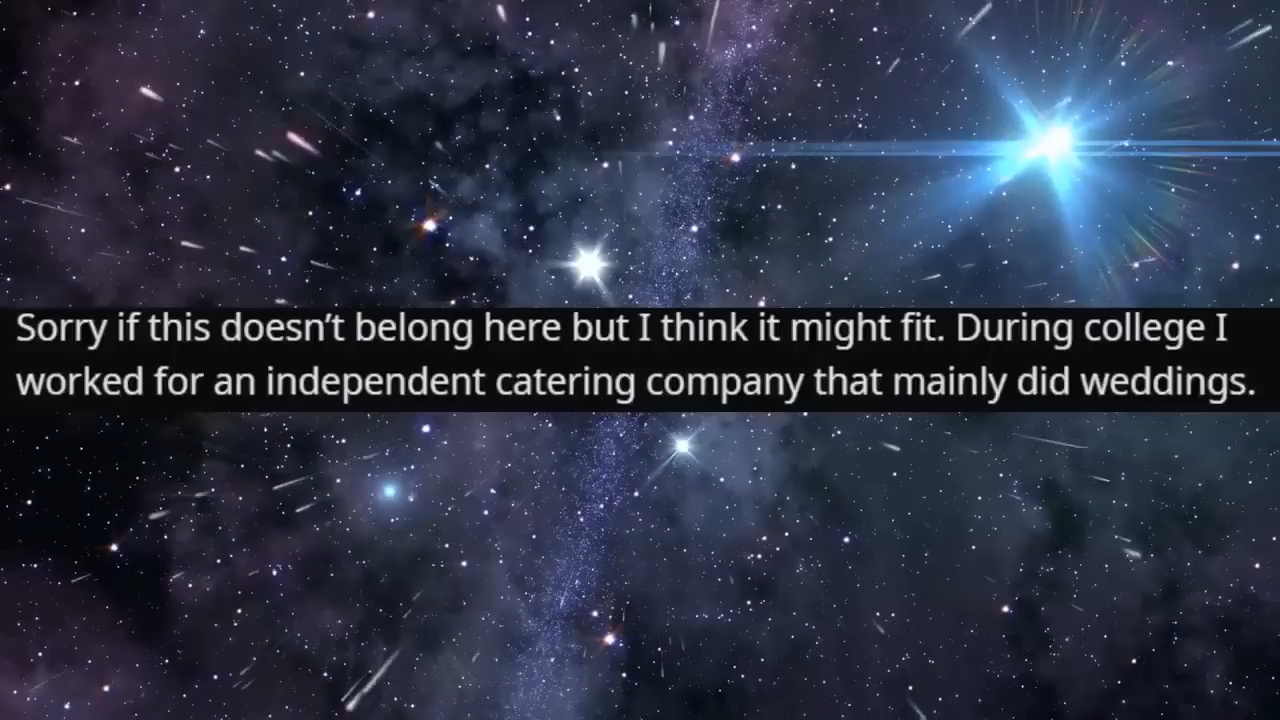 Sorry if this doesn’t belong here but I think it might fit. During college I
worked for an independent catering company that mainly did weddings.